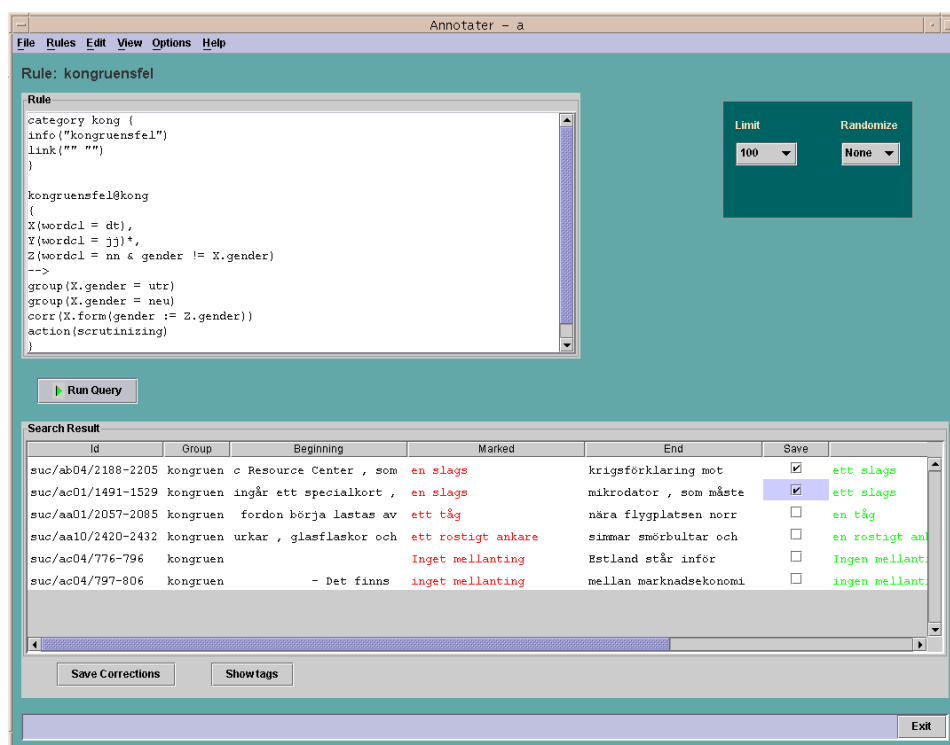 Annotater - a
File Rules Edit View Options Help
Rule: kongruensfel
Rule
category kong {
info("kongruensfel")
link("" "")
}
kongruensfel@kong
{
X(wordcl = dt),
Y(wordcl = jj)*,
Z(wordcl = nn & gender != X.gender)
-->
group(X.gender = utr)
group(X.gender = neu)
corr(X.form(gender := Z.gender))
action(scrutinizing)
}
Limit Randomize
100 None
Run Query
Search Result
Id Group Beginning Marked End Save
suc/ab04/2188-2205 kongruen c Resource Center , som en slags krigsförklaring mot ett slags
suc/ac01/1491-1529 kongruen ingår ett specialkort , en slags mikrodator , som måste ett slags
suc/aa01/2057-2085 kongruen fordon börja lastas av ett tåg nära flygplatsen norr en tåg
suc/aa10/2420-2432 kongruen urkar , glasflaskor och ett rostigt ankare simmar smörbultar och en rostigt an
suc/ac04/776-796 kongruen Inget mellanting Estland står inför Ingen mellant
suc/ac04/797-806 kongruen - Det finns inget mellanting mellan marknadsekonomi ingen mellant
Save Corrections Show tags
Exit